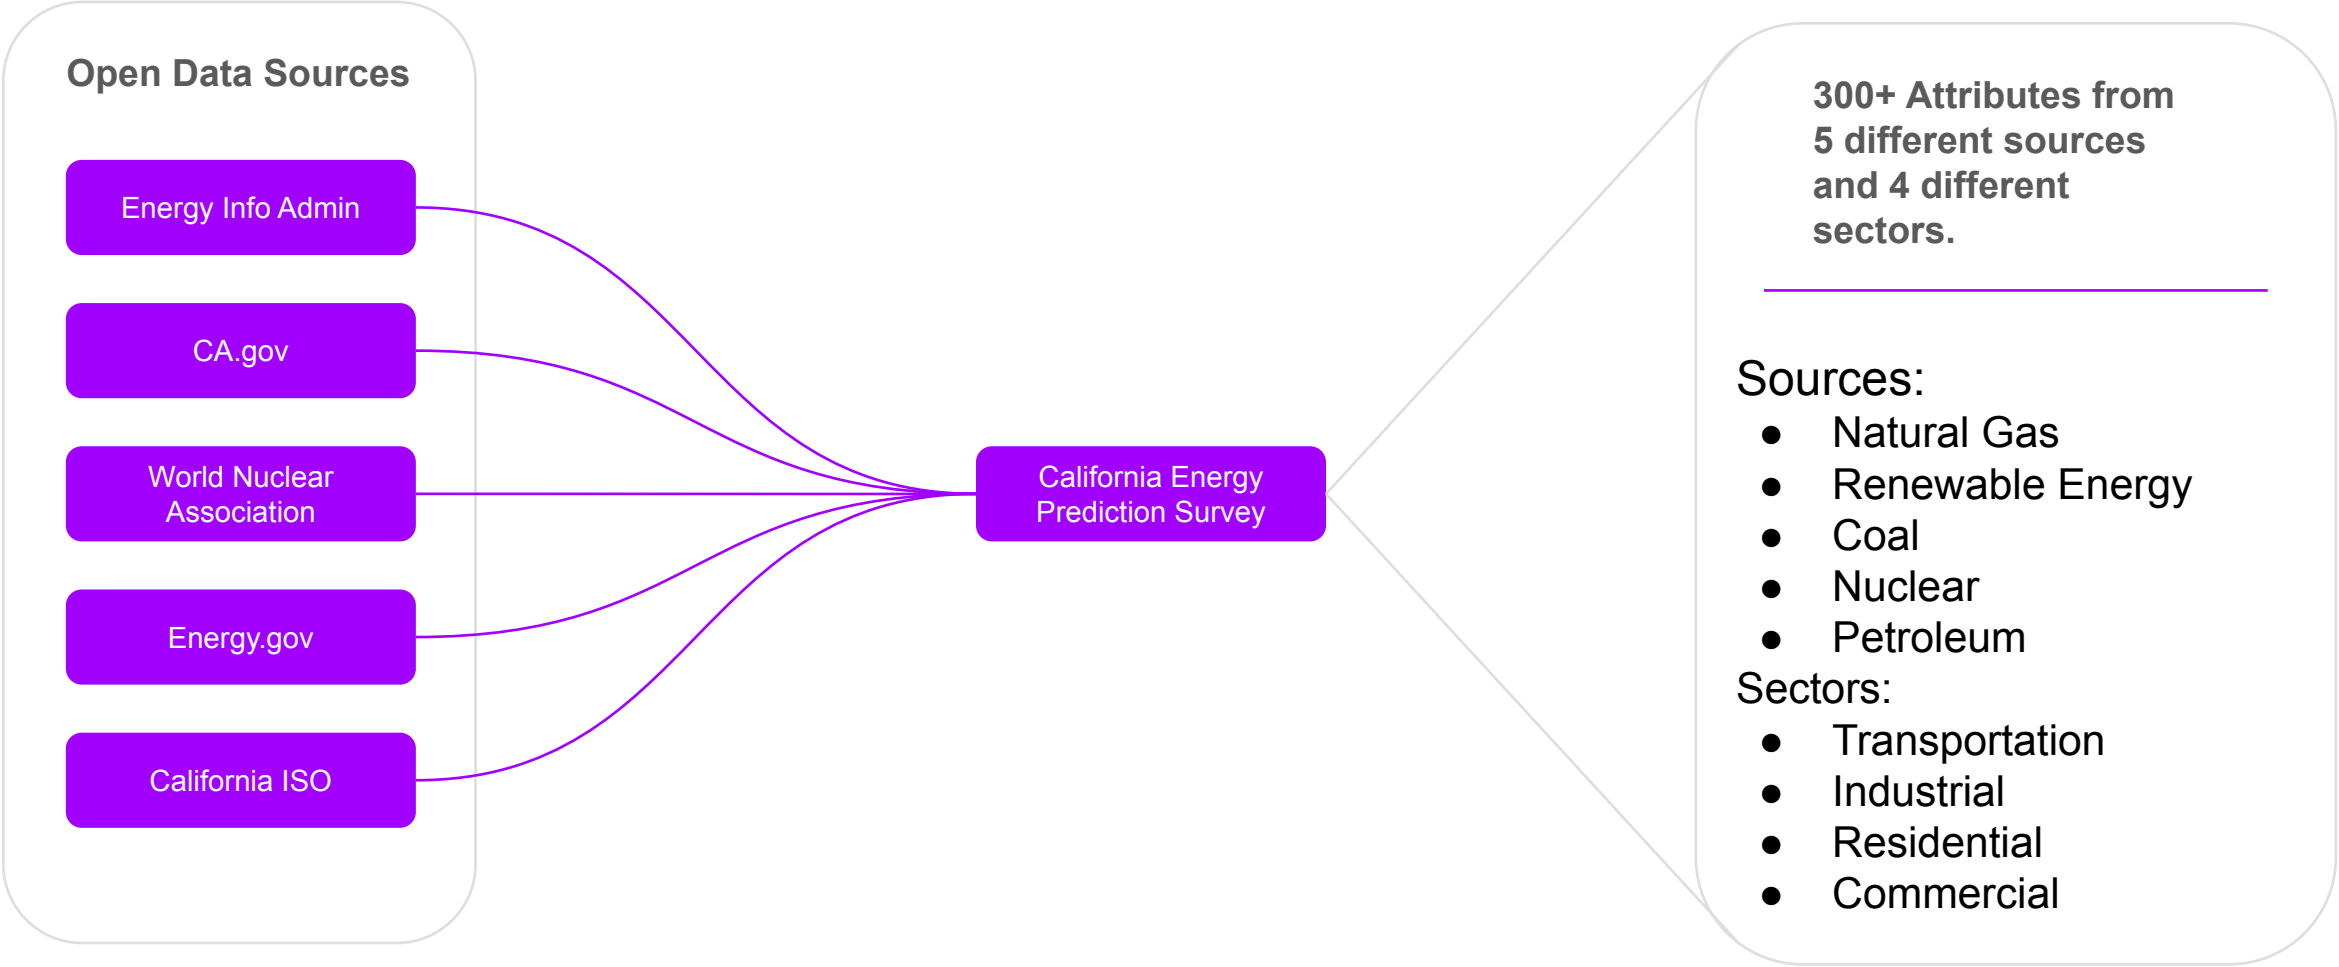 Open Data Sources
Energy Info Admin
CA.gov
World Nuclear
Association
Energy.gov
California ISO
California Energy
Prediction Survey
300+ Attributes from
5 different sources
and 4 different
sectors.
Sources:
● Natural Gas
● Renewable Energy
● Coal
● Nuclear
● Petroleum
Sectors:
● Transportation
● Industrial
● Residential
● Commercial